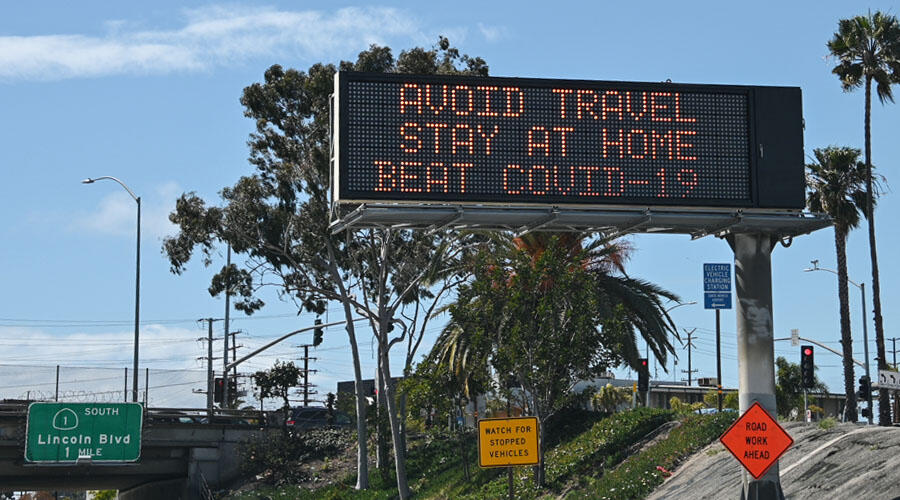 AVOID TRAVEL
STAY AT HOME
BEAT COVID-19
ELECTRIC
VEHICLE
CHARGING
STATION
1 SOUTH
Lincoln Blvd
1 MILE
WATCH FOR
STOPPED
VEHICLES
ROAD
WORK
AHEAD